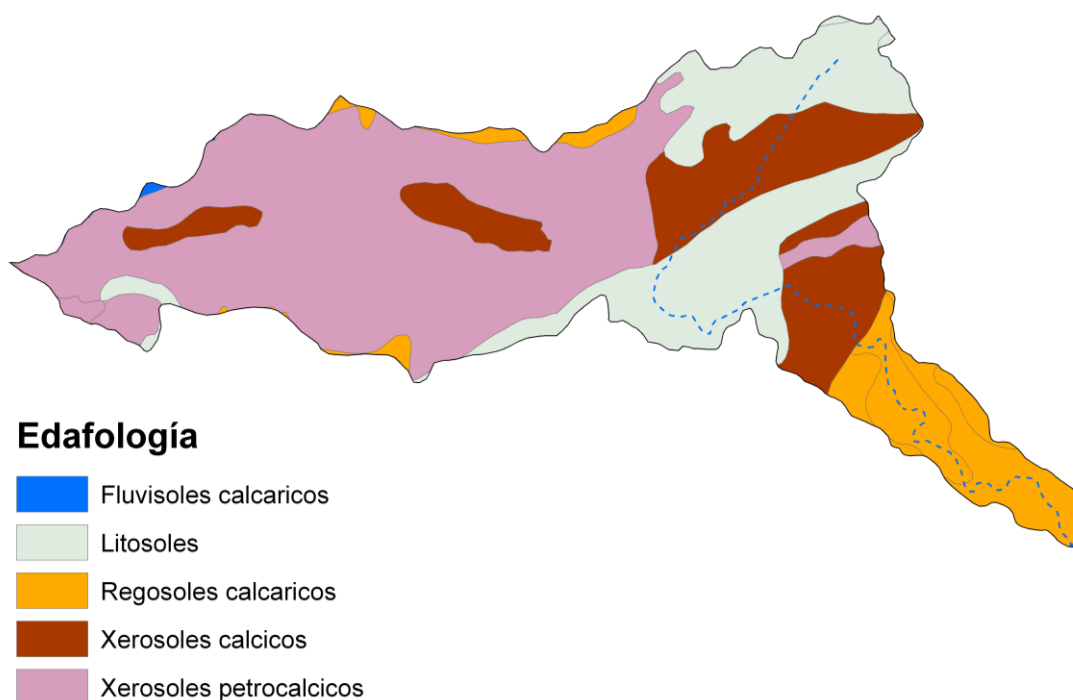 Edafología
Fluvisoles calcaricos
Litosoles
Regosoles calcaricos
Xerosoles calcicos
Xerosoles petrocalcicos